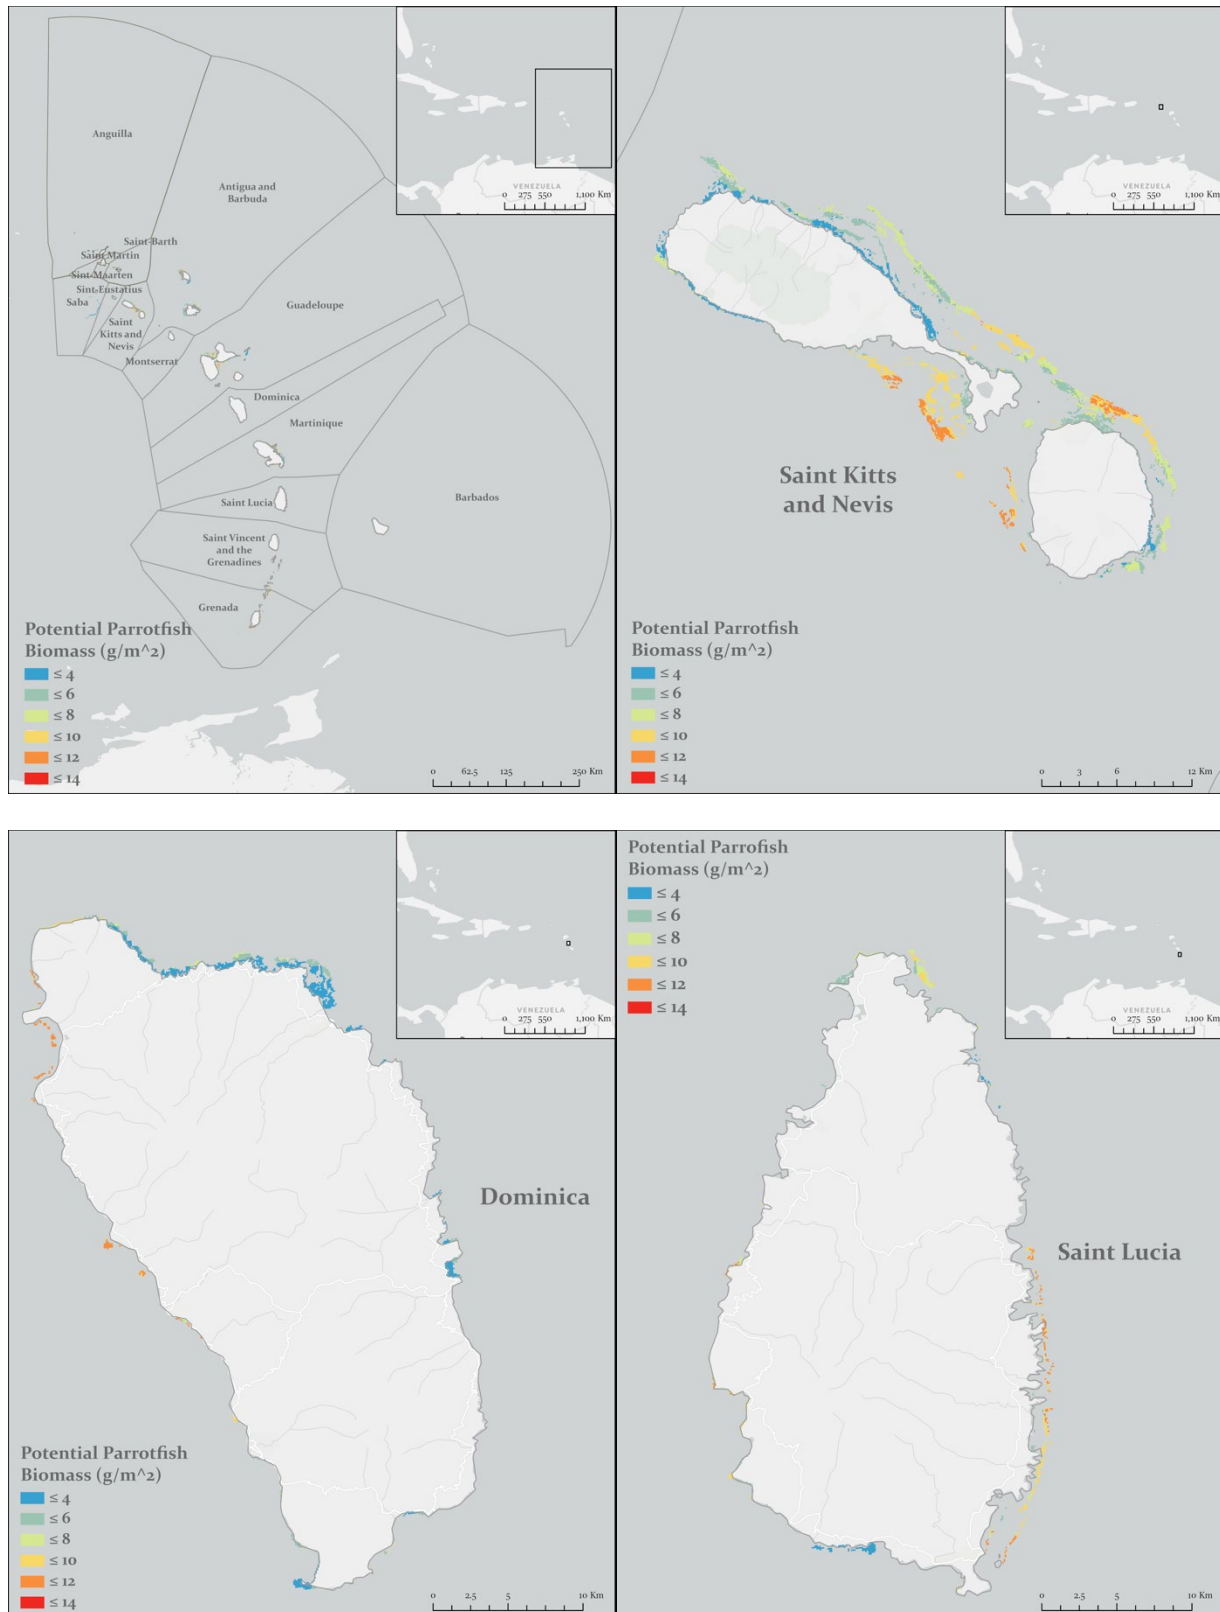 Anguilla
Antigua and
Barbuda
Saint-Barth
Saint Martin
Sint-Maarten
Sint-Eustatius
Saba
Saint
Kitts and
Nevis
Montserrat
Guadeloupe
Dominica
Martinique
Saint Lucia
Barbados
Saint Vincent
and the
Grenadines
Grenada
VENEZUELA
0 275 550 1,100 Km
Potential Parrotfish
Biomass (g/m^2)
≤ 4
≤ 6
≤ 8
≤ 10
≤ 12
≤ 14
0 62.5 125 250 Km
VENEZUELA
0 275 550 1,100 Km
Saint Kitts
and Nevis
Potential Parrotfish
Biomass (g/m^2)
≤ 4
≤ 6
≤ 8
≤ 10
≤ 12
≤ 14
0 3 6 12 Km
VENEZUELA
0 275 550 1,100 Km
Dominica
Potential Parrotfish
Biomass (g/m^2)
≤ 4
≤ 6
≤ 8
≤ 10
≤ 12
≤ 14
0 2.5 5 10 Km
Potential Parrotfish
Biomass (g/m^2)
≤ 4
≤ 6
≤ 8
≤ 10
≤ 12
≤ 14
VENEZUELA
0 275 550 1,100 Km
Saint Lucia
0 2.5 5 10 Km